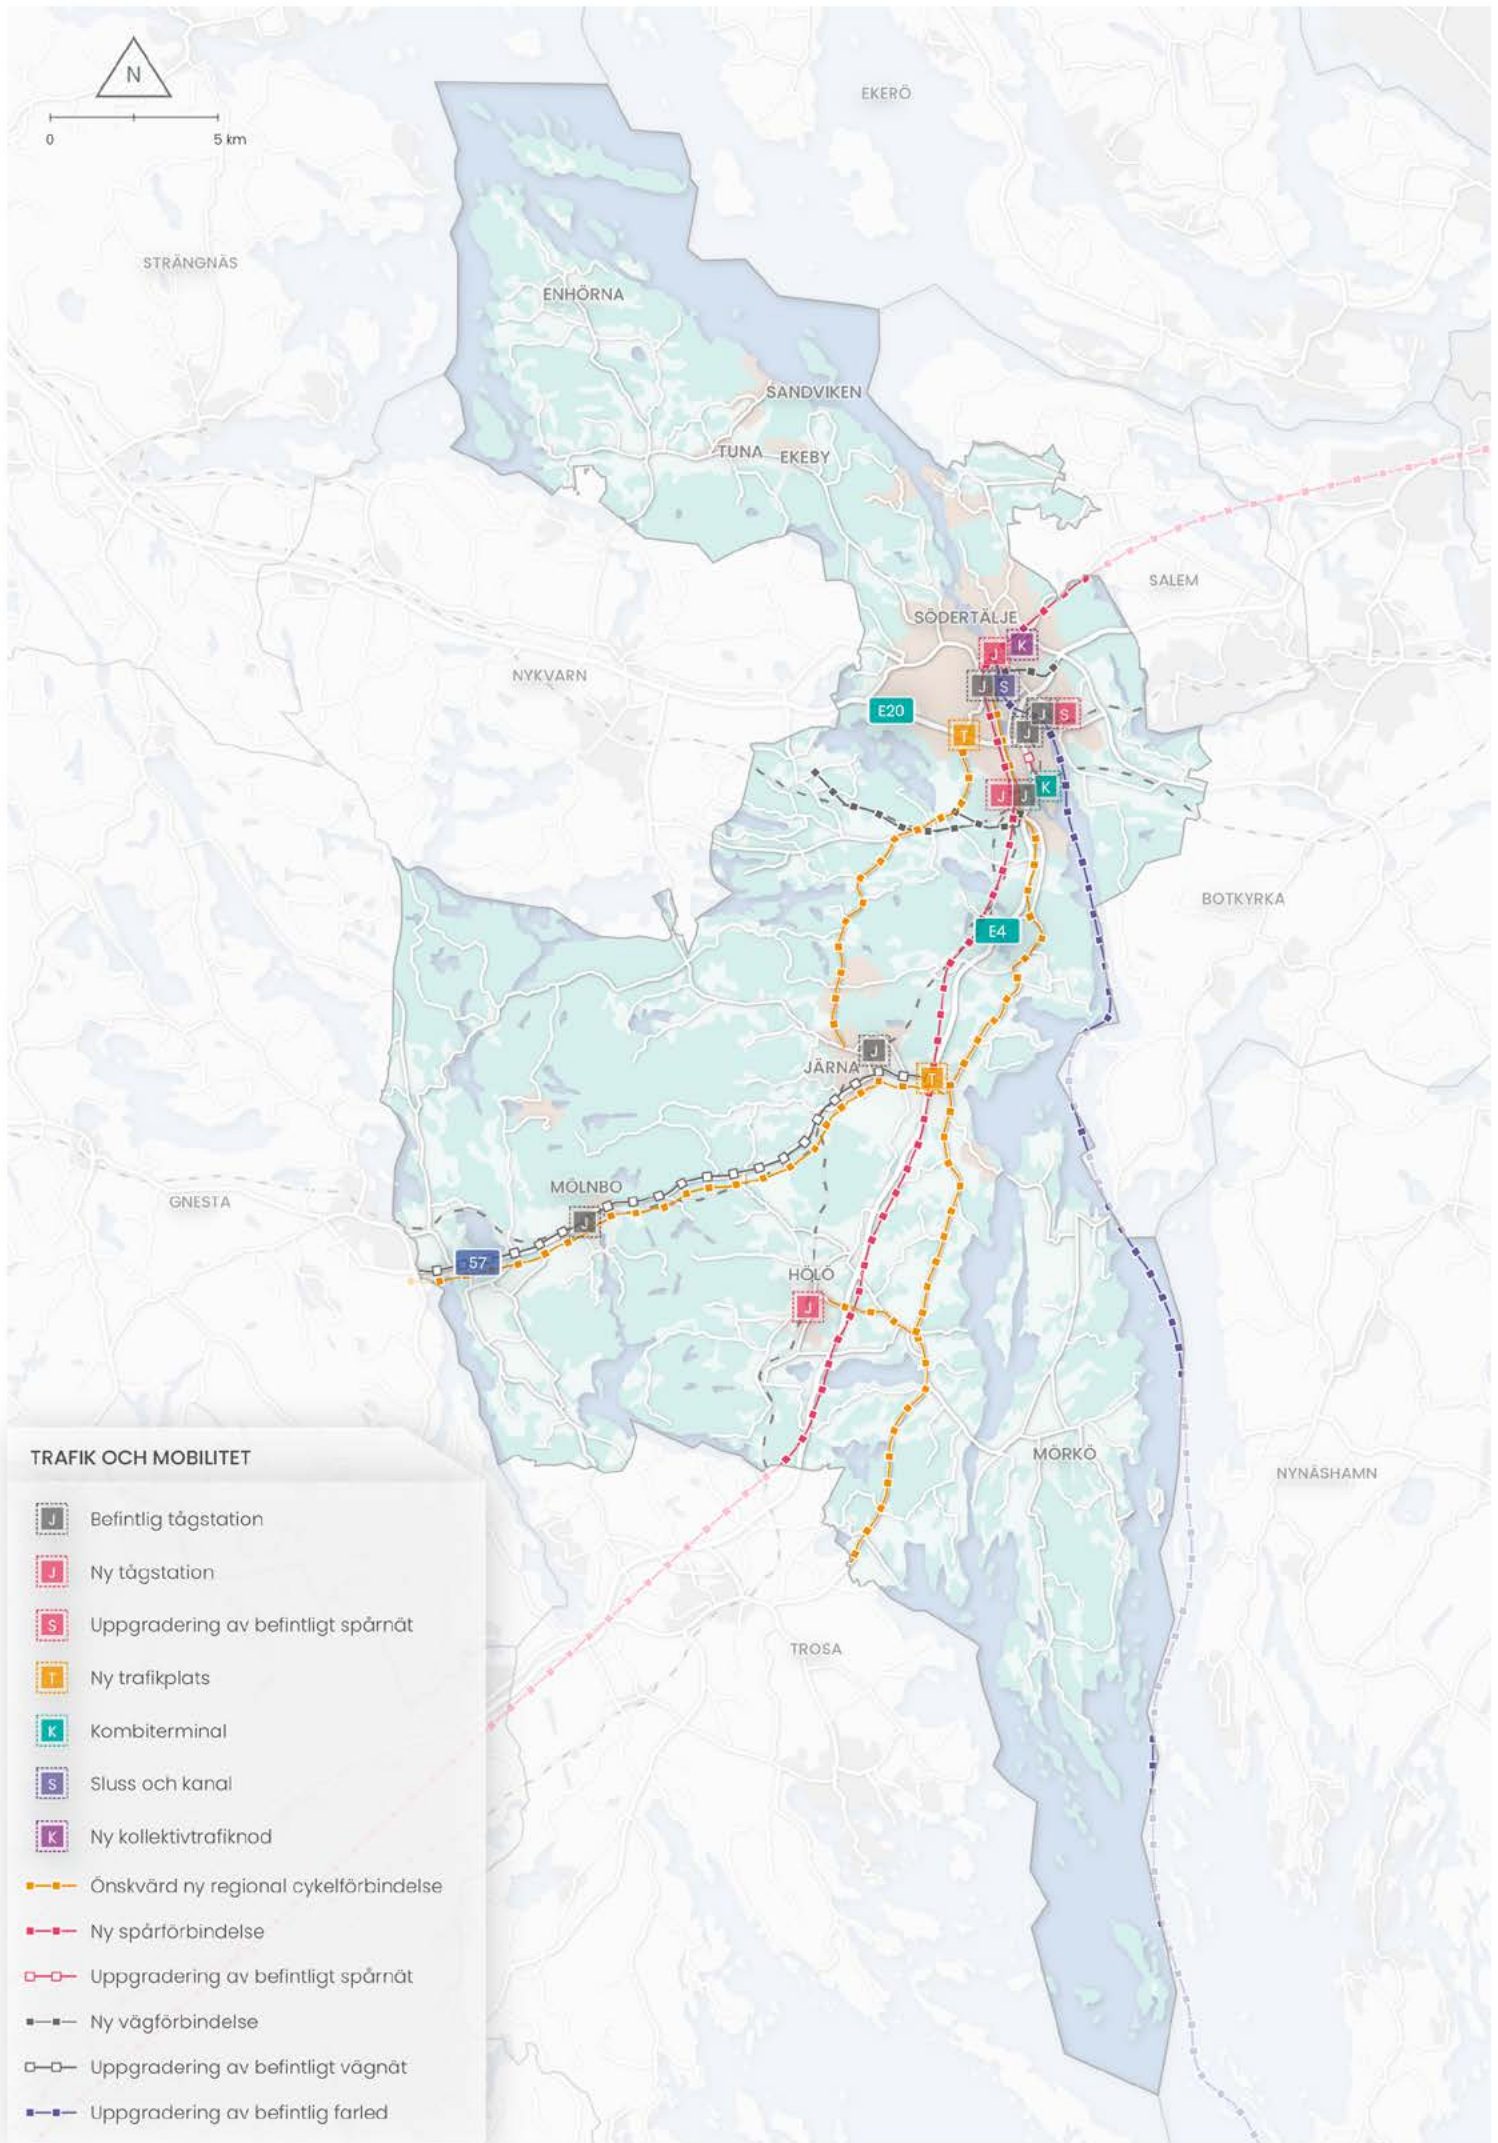 N
0 5 km
EKERÖ
STRÄNGNÄS
ENHÖRNA
SANDVIKEN
TUNA EKEBY
SALEM
SÖDERTÄLJE
J K
NYKVARN
J S
E20
J S
T
J
K
J J
BOTKYRKA
E4
J
JÄRNA
T
MÖLNBO
GNESTA
J
57
HÖLÖ
J
MÖRKÖ
NYNÄSHAMN
TROSA
TRAFIK OCH MOBILITET
J Befintlig tågstation
J Ny tågstation
S Uppgradering av befintligt spårnät
T Ny trafikplats
K Kombiterminal
S Sluss och kanal
K Ny kollektivtrafiknod
Önskvärd ny regional cykelförbindelse
Ny spårförbindelse
Uppgradering av befintligt spårnät
Ny vägförbindelse
Uppgradering av befintligt vägnät
Uppgradering av befintlig farled